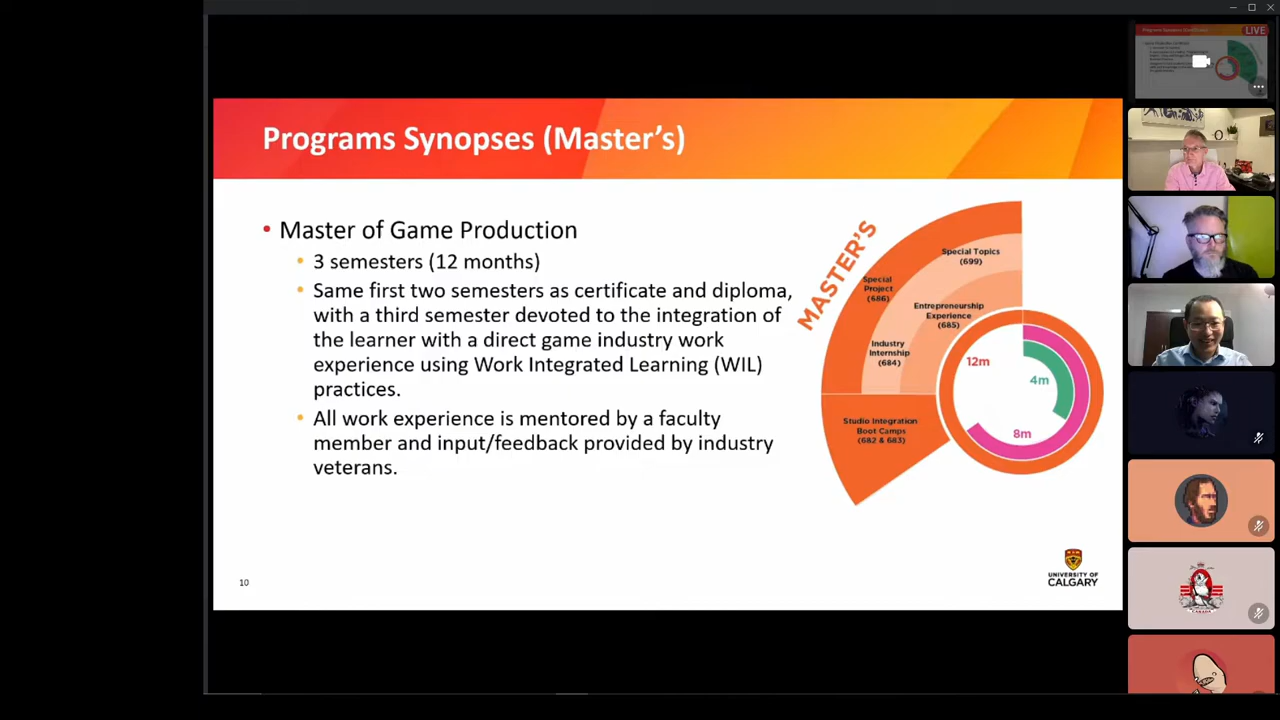 Programs Synopses (Master's)
• Master of Game Production
• 3 semesters (12 months)
• Same first two semesters as certificate and diploma,
with a third semester devoted to the integration of
the learner with a direct game industry work
experience using Work Integrated Learning (WIL)
practices.
• All work experience is mentored by a faculty
member and input/feedback provided by industry
veterans.
10
MASTER'S
Special Topics
(699)
Special
Project
(686)
Entrepreneurship
Experience
(685)
Industry
Internship
(684)
Studio Integration
Boot Camps
(682 & 683)
12m
4m
8m
UNIVERSITY OF
CALGARY
LIVE
CANADA